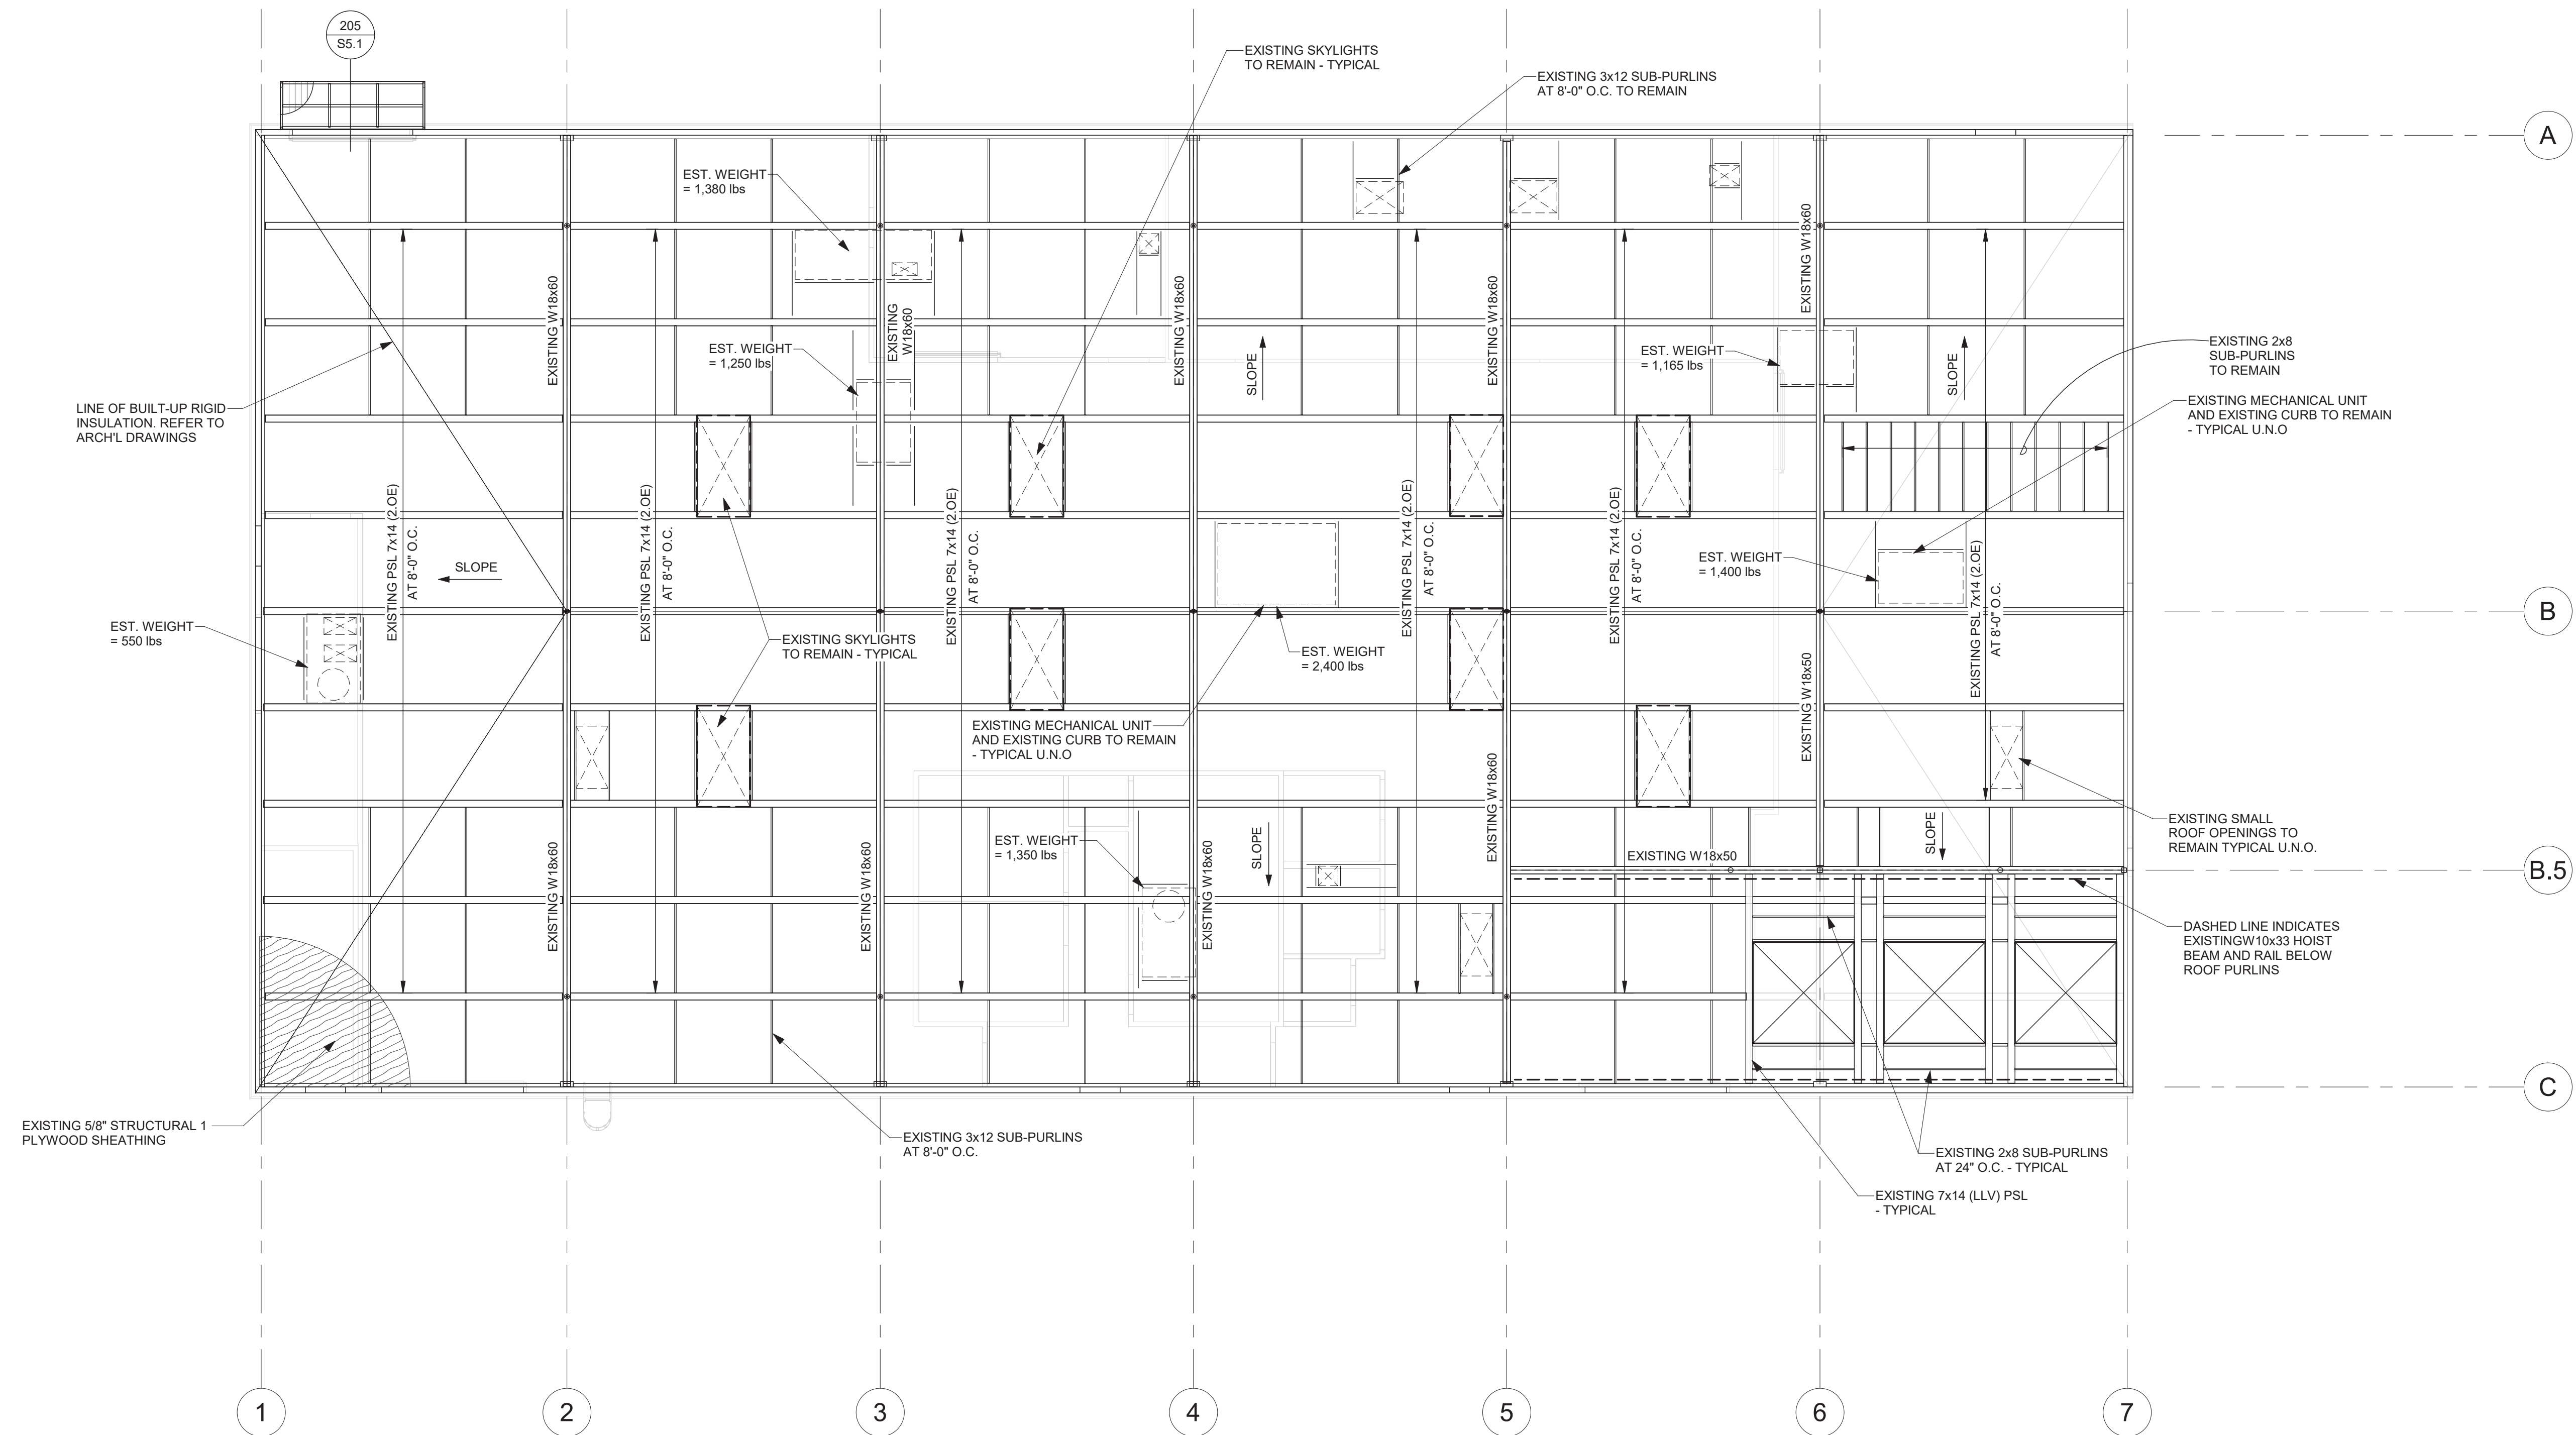 205
S5.1
EXISTING SKYLIGHTS
TO REMAIN - TYPICAL
EXISTING 3x12 SUB-PURLINS
AT 8'-0" O.C. TO REMAIN
A
EST. WEIGHT
= 1,380 lbs
EXISTING W18x60
EXISTING W18x60
EXISTING
W18x60
EXISTING W18x60
EXISTING W18x60
EST. WEIGHT
= 1,250 lbs
SLOPE
EST. WEIGHT
= 1,165 lbs
SLOPE
EXISTING 2x8
SUB-PURLINS
TO REMAIN
LINE OF BUILT-UP RIGID
INSULATION. REFER TO
ARCH'L DRAWINGS
EXISTING MECHANICAL UNIT
AND EXISTING CURB TO REMAIN
- TYPICAL U.N.O
EXISTING PSL 7x14 (2.OE)
AT 8'-0" O.C.
EXISTING PSL 7x14 (2.OE)
AT 8'-0" O.C.
EXISTING PSL 7x14 (2.OE)
AT 8'-0" O.C.
EXISTING PSL 7x14 (2.OE)
AT 8'-0" O.C.
EXISTING PSL 7x14 (2.OE)
AT 8'-0" O.C.
EXISTING PSL 7x14 (2.OE)
AT 8'-0" O.C.
SLOPE
EST. WEIGHT
= 1,400 lbs
B
EST. WEIGHT
= 550 lbs
EXISTING SKYLIGHTS
TO REMAIN - TYPICAL
EST. WEIGHT
= 2,400 lbs
EXISTING W18x50
EXISTING MECHANICAL UNIT
AND EXISTING CURB TO REMAIN
- TYPICAL U.N.O
EXISTING W18x60
EXISTING W18x60
EXISTING W18x60
EXISTING W18x60
EST. WEIGHT
= 1,350 lbs
SLOPE
EXISTING W18x50
SLOPE
EXISTING SMALL
ROOF OPENINGS TO
REMAIN TYPICAL U.N.O.
B.5
DASHED LINE INDICATES
EXISTINGW10x33 HOIST
BEAM AND RAIL BELOW
ROOF PURLINS
C
EXISTING 5/8" STRUCTURAL 1
PLYWOOD SHEATHING
EXISTING 3x12 SUB-PURLINS
AT 8'-0" O.C.
EXISTING 2x8 SUB-PURLINS
AT 24" O.C. - TYPICAL
EXISTING 7x14 (LLV) PSL
- TYPICAL
1
2
3
4
5
6
7